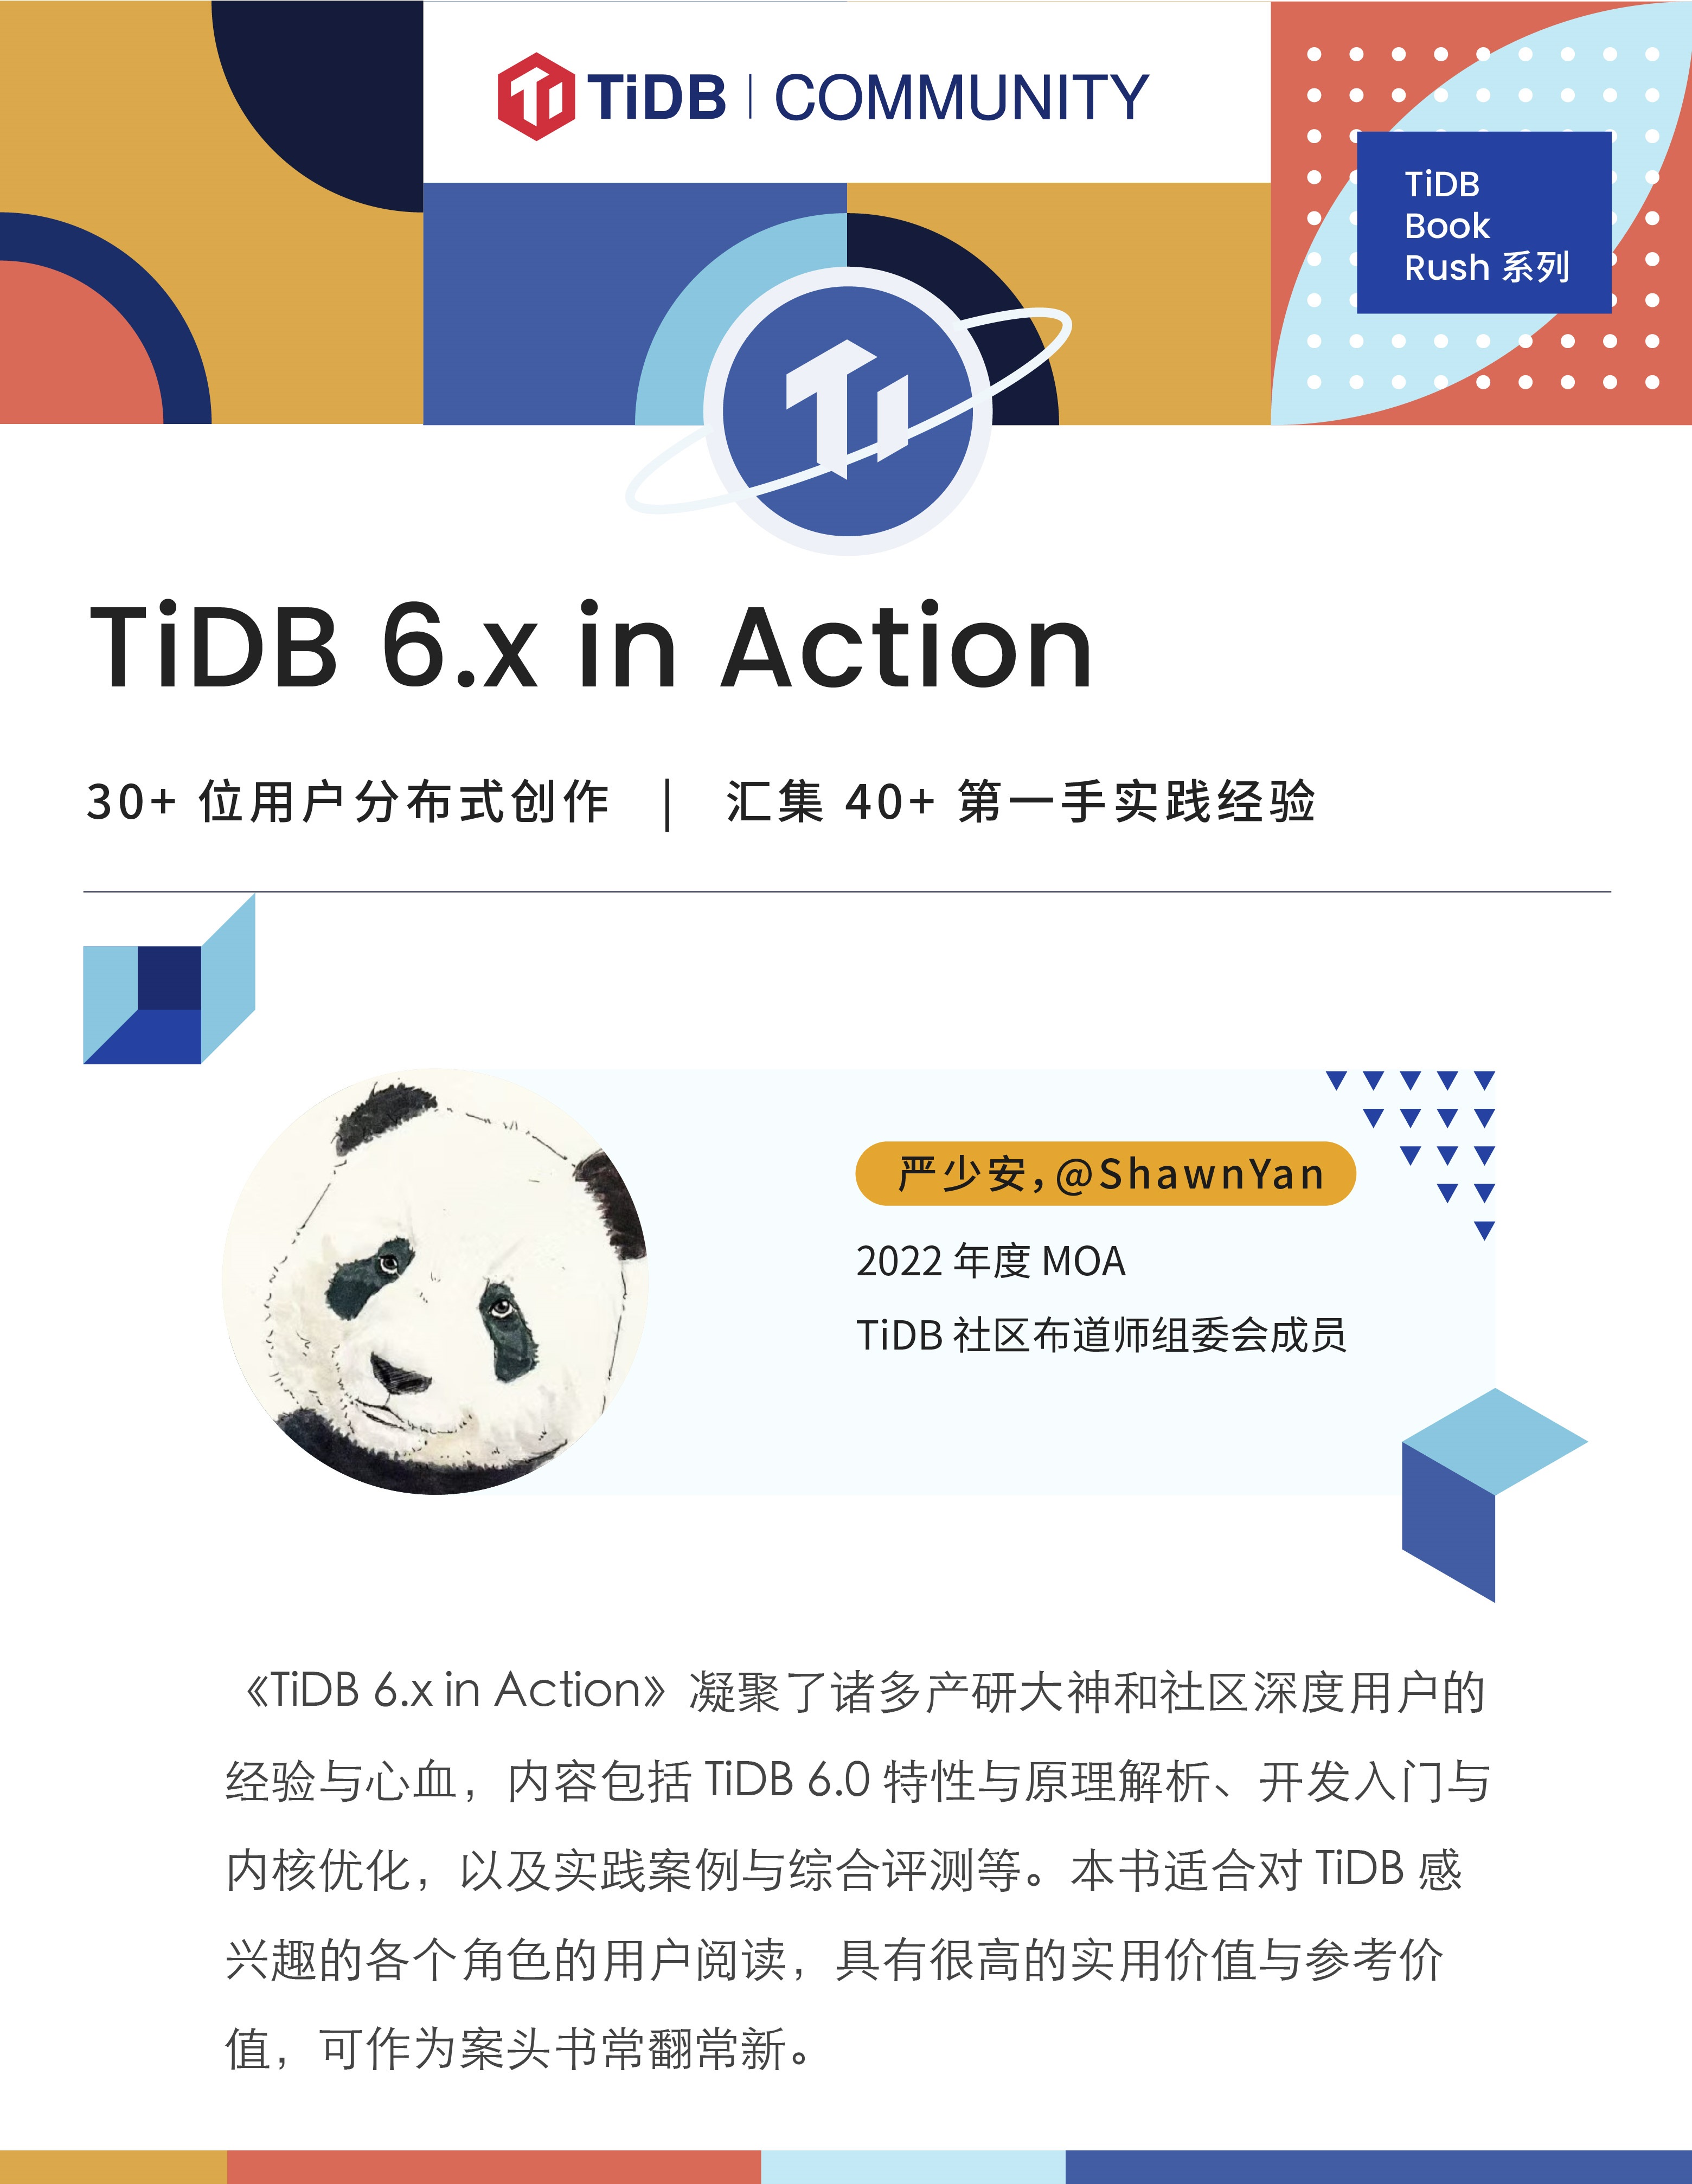 TiDB | COMMUNITY
TiDB
Book
Rush 系列
TiDB 6.x in Action
30+ 位用户分布式创作 | 汇集 40+ 第一手实践经验
严少安，@ShawnYan
2022 年度 MOA
TiDB 社区布道师组委会成员
《TiDB 6.x in Action》凝聚了诸多产研大神和社区深度用户的
经验与心血，内容包括 TiDB 6.0 特性与原理解析、开发入门与
内核优化，以及实践案例与综合评测等。本书适合对 TiDB 感
兴趣的各个角色的用户阅读，具有很高的实用价值与参考价
值，可作为案头书常翻常新。